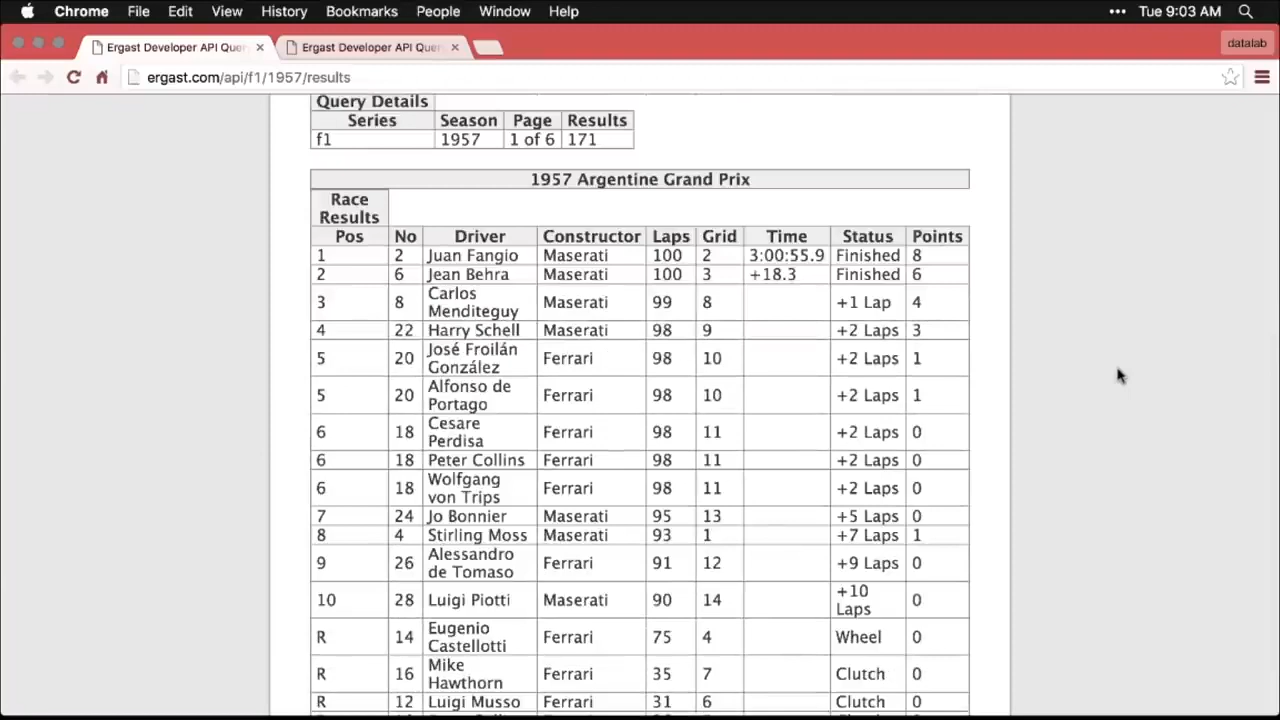 Chrome File Edit View History Bookmarks People Window Help ••• Tue 9:03 AM
Ergast Developer API Quer Ergast Developer API Quer datalab
ergast.com/api/f1/1957/results
Query Details
Series Season Page Results
f1 1957 1 of 6 171
1957 Argentine Grand Prix
Race
Results
Pos No Driver Constructor Laps Grid Time Status Points
1 2 Juan Fangio Maserati 100 2 3:00:55.9 Finished 8
2 6 Jean Behra Maserati 100 3 +18.3 Finished 6
3 8 Carlos Menditeguy Maserati 99 8 +1 Lap 4
4 22 Harry Schell Maserati 98 9 +2 Laps 3
5 20 José Froilán González Ferrari 98 10 +2 Laps 1
5 20 Alfonso de Portago Ferrari 98 10 +2 Laps 1
6 18 Cesare Perdisa Ferrari 98 11 +2 Laps 0
6 18 Peter Collins Ferrari 98 11 +2 Laps 0
6 18 Wolfgang von Trips Ferrari 98 11 +2 Laps 0
7 24 Jo Bonnier Maserati 95 13 +5 Laps 0
8 4 Stirling Moss Maserati 93 1 +7 Laps 1
9 26 Alessandro de Tomaso Ferrari 91 12 +9 Laps 0
10 28 Luigi Piotti Maserati 90 14 +10 Laps 0
R 14 Eugenio Castellotti Ferrari 75 4 Wheel 0
R 16 Mike Hawthorn Ferrari 35 7 Clutch 0
R 12 Luigi Musso Ferrari 31 6 Clutch 0